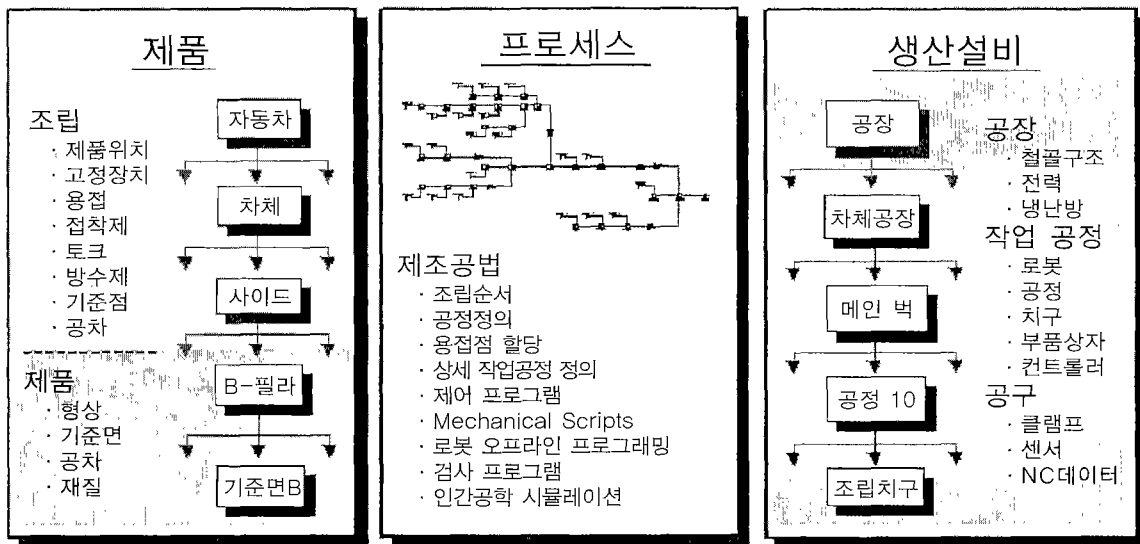 제품
조립
· 제품위치
· 고정장치
· 용접
· 접착제
· 토크
· 방수제
· 기준점
· 공차
제품
· 형상
· 기준면
· 공차
· 재질
자동차
차체
사이드
B-필라
기준면B
프로세스
제조공법
· 조립순서
· 공정정의
· 용접점 할당
· 상세 작업공정 정의
· 제어 프로그램
· Mechanical Scripts
· 로봇 오프라인 프로그래밍
· 검사 프로그램
· 인간공학 시뮬레이션
생산설비
공장
차체공장
메인 벅
공정 10
조립치구
공장
· 철골구조
· 전력
· 냉난방
작업 공정
· 로봇
· 공정
· 치구
· 부품상자
· 컨트롤러
공구
· 클램프
· 센서
· NC데이터